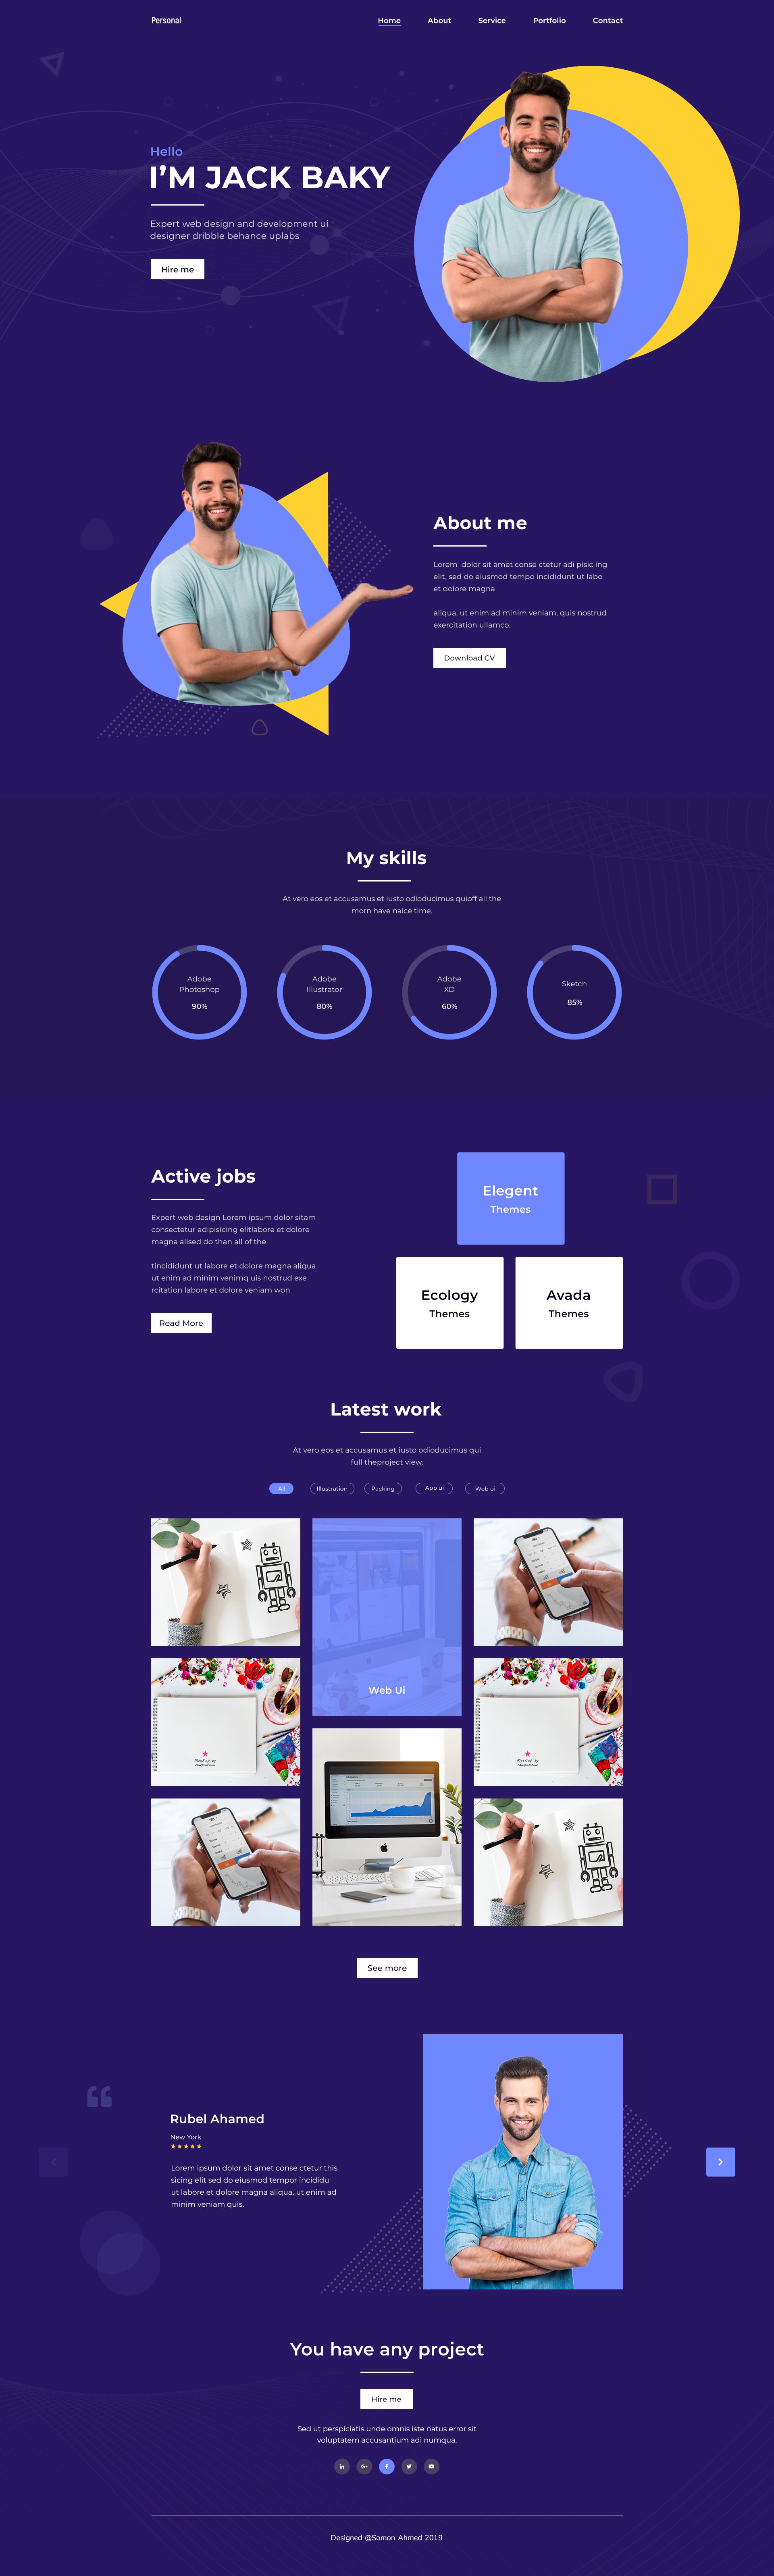 Personal
Home About Service Portfolio Contact
Hello
I'M JACK BAKY
Expert web design and development ui
designer dribble behance uplabs
Hire me
About me
Lorem dolor sit amet conse ctetur adi pisic ing
elit, sed do eiusmod tempo incididunt ut labo
et dolore magna
aliqua. ut enim ad minim veniam, quis nostrud
exercitation ullamco.
Download CV
My skills
At vero eos et accusamus et iusto odioducimus quioff all the
morn have naice time.
Adobe
Photoshop
90%
Adobe
Illustrator
80%
Adobe
XD
60%
Sketch
85%
Active jobs
Expert web design Lorem ipsum dolor sitam
consectetur adipisicing elitlabore et dolore
magna alised do than all of the
tincididunt ut labore et dolore magna aliqua
ut enim ad minim venimq uis nostrud exe
rcitation labore et dolore veniam won
Read More
Elegent
Themes
Ecology
Themes
Avada
Themes
Latest work
At vero eos et accusamus et iusto odioducimus qui
full theproject view.
All Illustration Packing App ui Web ui
Web Ui
See more
Rubel Ahamed
New York
Lorem ipsum dolor sit amet conse ctetur this
sicing elit sed do eiusmod tempor incididu
ut labore et dolore magna aliqua. ut enim ad
minim veniam quis.
You have any project
Hire me
Sed ut perspiciatis unde omnis iste natus error sit
voluptatem accusantium adi numqua.
Designed @Somon Ahmed 2019